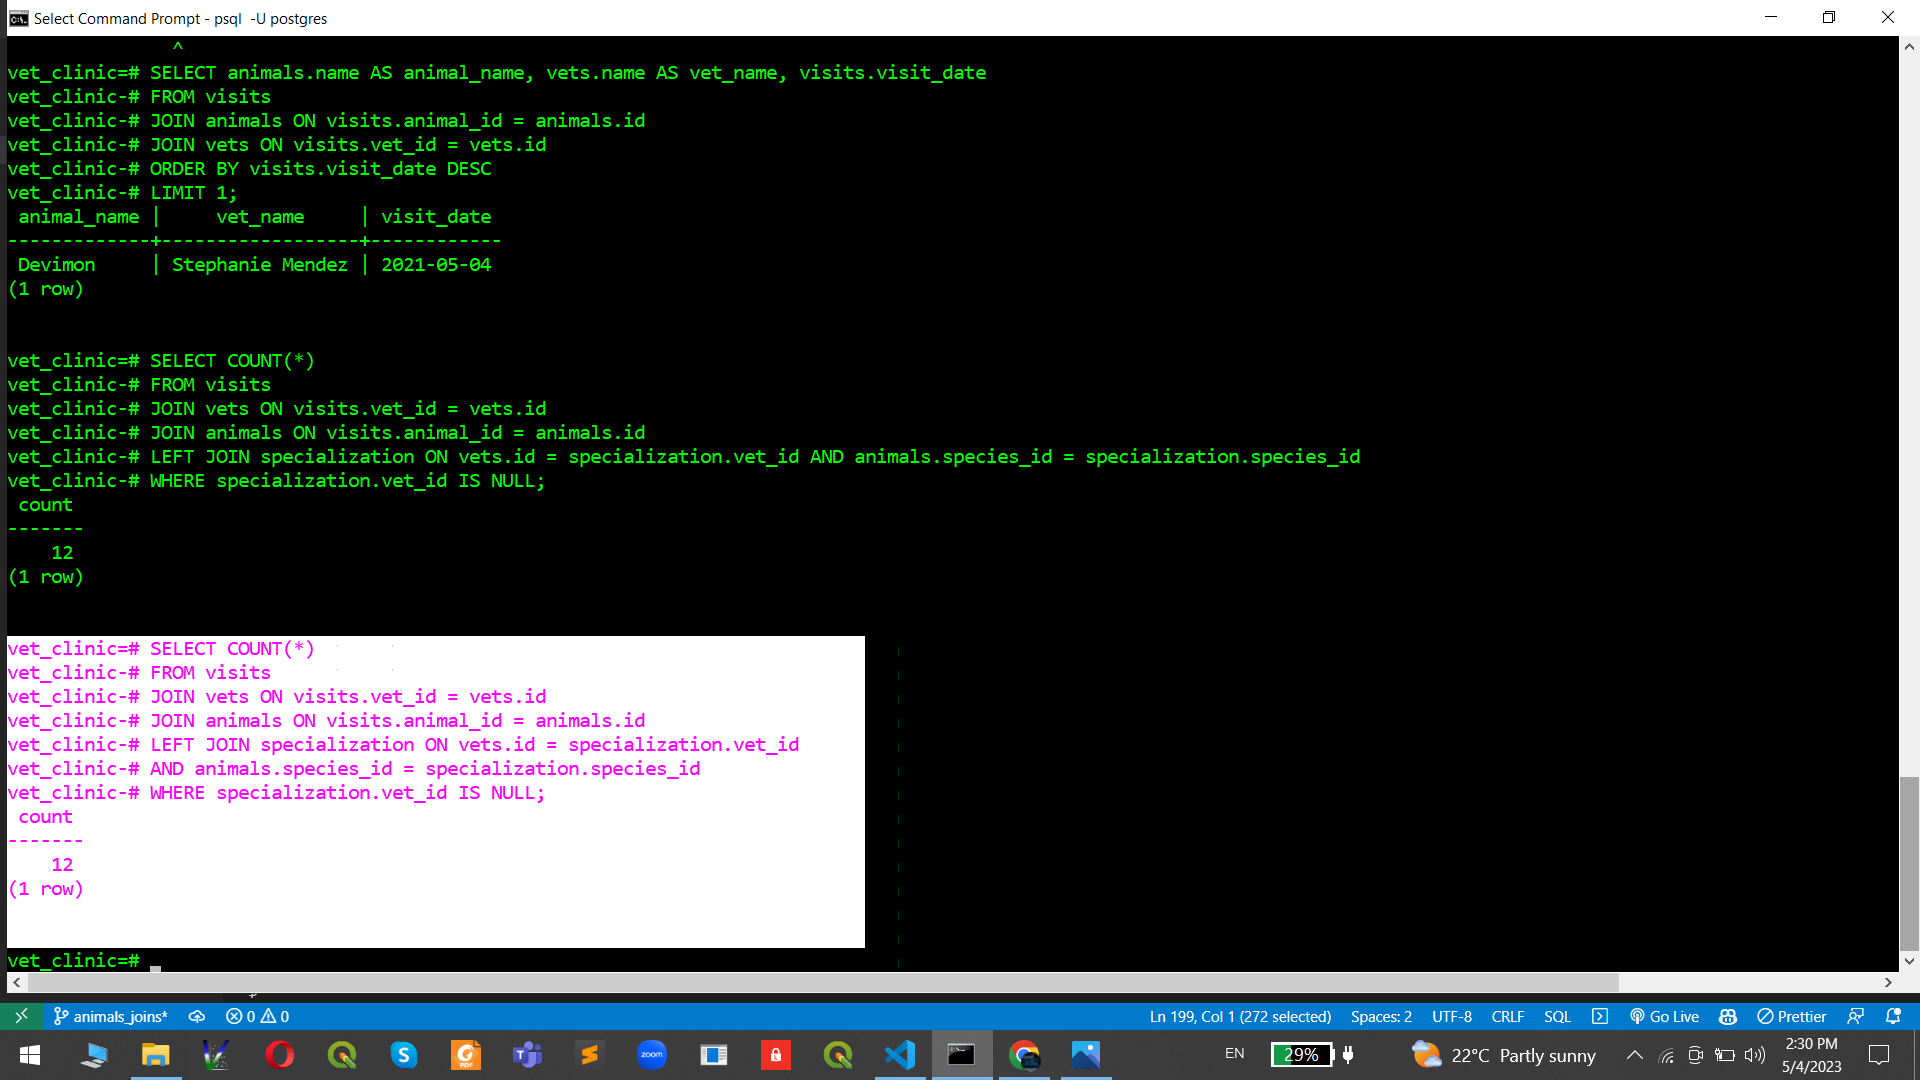 Select Command Prompt - psql  -U postgres
^
vet_clinic=# SELECT animals.name AS animal_name, vets.name AS vet_name, visits.visit_date
vet_clinic-# FROM visits
vet_clinic-# JOIN animals ON visits.animal_id = animals.id
vet_clinic-# JOIN vets ON visits.vet_id = vets.id
vet_clinic-# ORDER BY visits.visit_date DESC
vet_clinic-# LIMIT 1;
 animal_name |     vet_name     | visit_date
-------------+------------------+------------
 Devimon     | Stephanie Mendez | 2021-05-04
(1 row)
vet_clinic=# SELECT COUNT(*)
vet_clinic-# FROM visits
vet_clinic-# JOIN vets ON visits.vet_id = vets.id
vet_clinic-# JOIN animals ON visits.animal_id = animals.id
vet_clinic-# LEFT JOIN specialization ON vets.id = specialization.vet_id AND animals.species_id = specialization.species_id
vet_clinic-# WHERE specialization.vet_id IS NULL;
 count
-------
    12
(1 row)
vet_clinic=# SELECT COUNT(*)
vet_clinic-# FROM visits
vet_clinic-# JOIN vets ON visits.vet_id = vets.id
vet_clinic-# JOIN animals ON visits.animal_id = animals.id
vet_clinic-# LEFT JOIN specialization ON vets.id = specialization.vet_id
vet_clinic-# AND animals.species_id = specialization.species_id
vet_clinic-# WHERE specialization.vet_id IS NULL;
 count
-------
    12
(1 row)
vet_clinic=#
animals_joins* 0 0 Ln 199, Col 1 (272 selected) Spaces: 2 UTF-8 CRLF SQL Go Live Prettier
zoom EN 29% 22°C Partly sunny 2:30 PM
5/4/2023